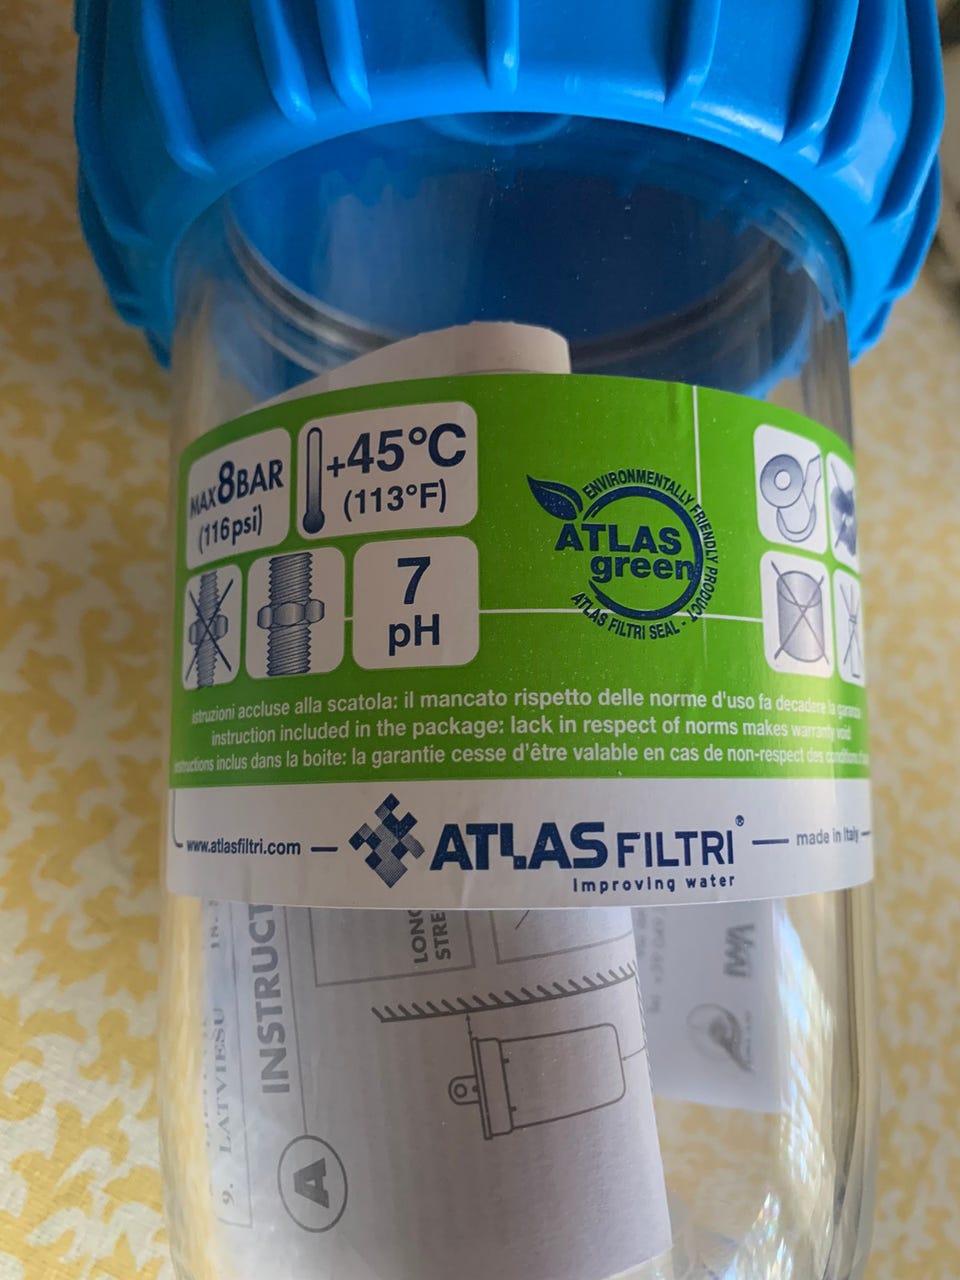 MAX 8BAR
(116psi)
+45°C
(113°F)
7
pH
ENVIRONMENTALLY FRIENDLY PRODUCT
ATLAS
green
ATLAS FILTRI SEAL -
istruzioni accluse alla scatola: il mancato rispetto delle norme d'uso fa decadere la garanzia
instruction included in the package: lack in respect of norms makes warranty void
instructions inclus dans la boite: la garantie cesse d'être valable en cas de non-respect des
www.atlasfiltri.com
ATLAS FILTRI®
made in Italy
Improving water
9. LATVIESU
INSTRUCT
LONG
STRE
A